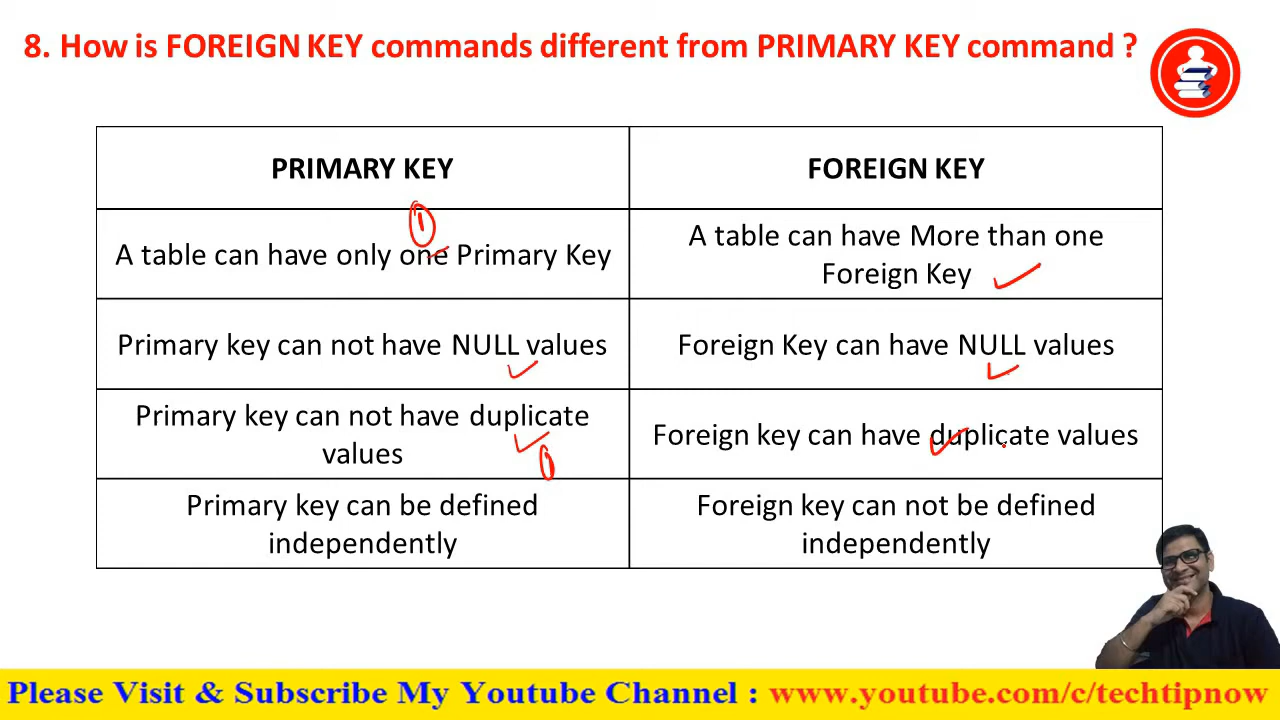 8. How is FOREIGN KEY commands different from PRIMARY KEY command ?
PRIMARY KEY
FOREIGN KEY
1
A table can have only one Primary Key
A table can have More than one
Foreign Key
Primary key can not have NULL values
Foreign Key can have NULL values
Primary key can not have duplicate
values
Foreign key can have duplicate values
Primary key can be defined
independently
Foreign key can not be defined
independently
Please Visit & Subscribe My Youtube Channel : www.youtube.com/c/techtipnow